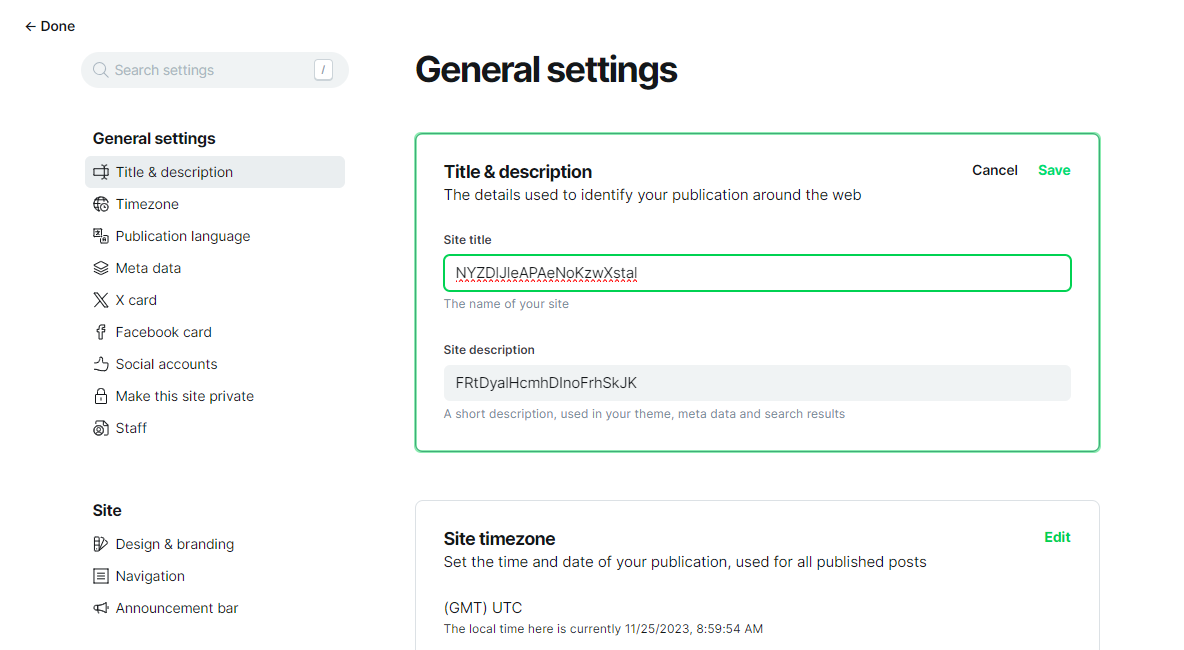 ← Done
Search settings /
General settings
Title & description
Timezone
Publication language
Meta data
X card
Facebook card
Social accounts
Make this site private
Staff
Site
Design & branding
Navigation
Announcement bar
General settings
Title & description
Cancel Save
The details used to identify your publication around the web
Site title
NYZDlJleAPAeNoKzwXstal
The name of your site
Site description
FRtDyalHcmhDlnoFrhSkJK
A short description, used in your theme, meta data and search results
Site timezone
Edit
Set the time and date of your publication, used for all published posts
(GMT) UTC
The local time here is currently 11/25/2023, 8:59:54 AM